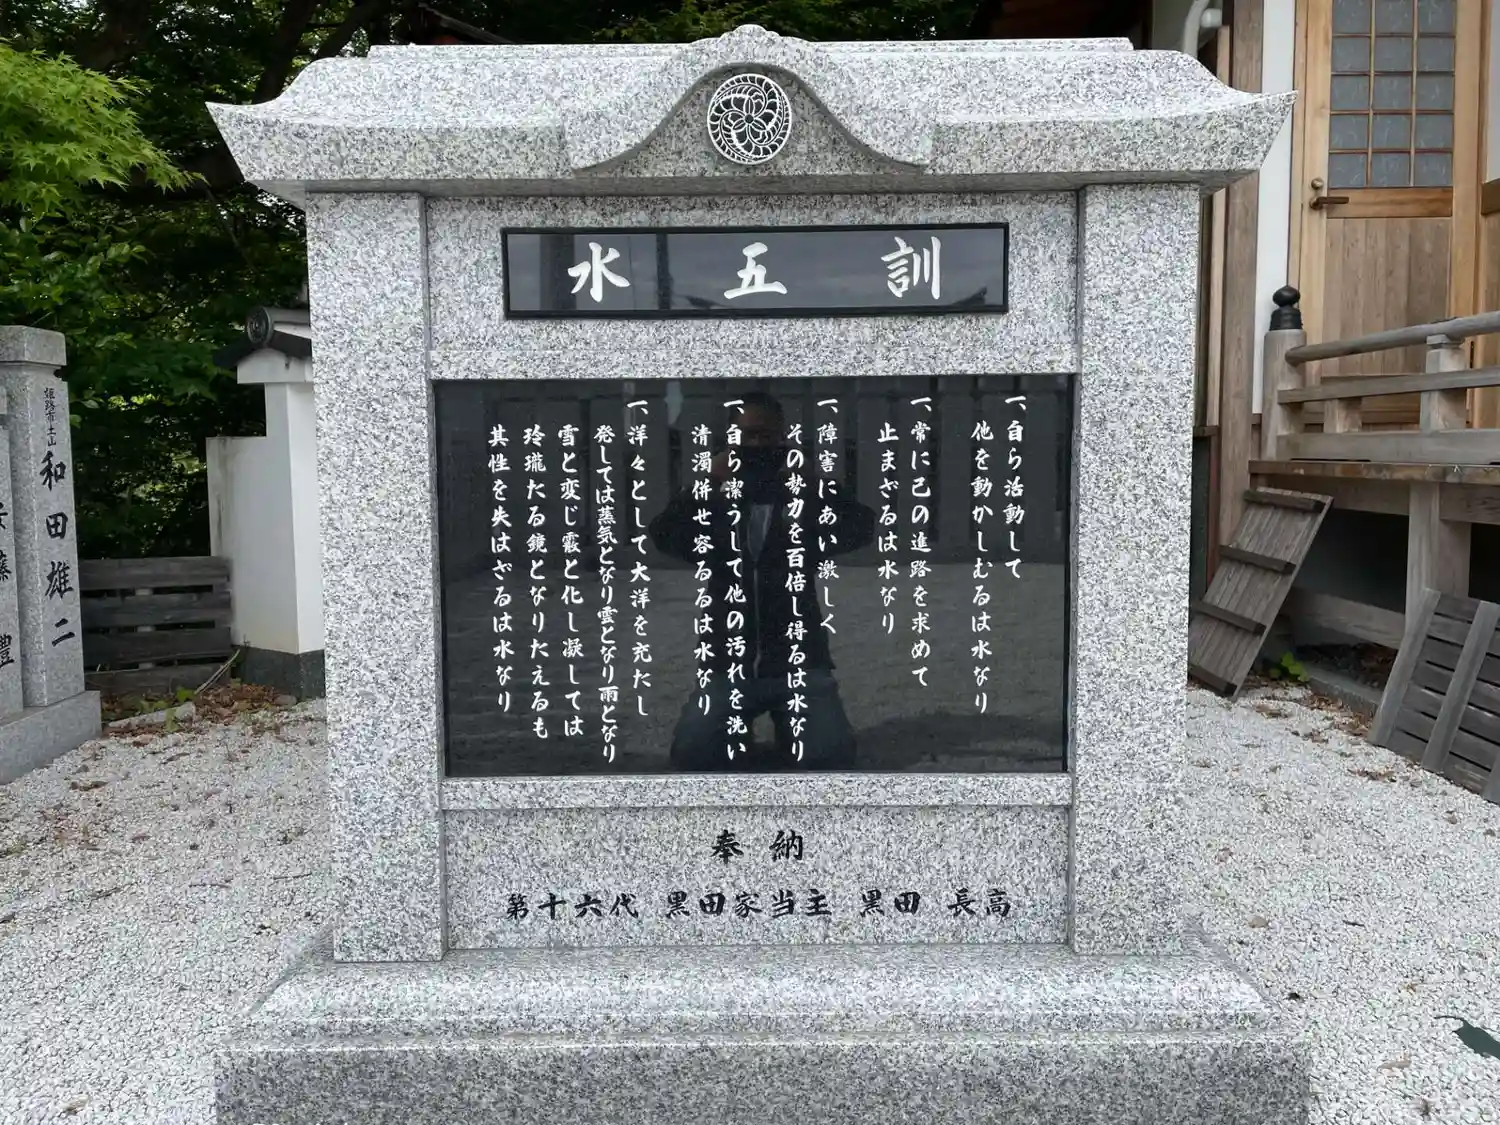 水五訓
一、自ら活動して
他を動かしむるは水なり
一、常に己の進路を求めて
止まざるは水なり
一、障害にあい激しく
その勢力を百倍し得るは水なり
一、自ら潔うして他の汚れを洗い
清濁併せ容るるは水なり
一、洋々として大洋を充たし
発しては蒸気となり雲となり雨となり
雪と変じ霰と化し凝しては
玲瓏たる鏡となりたえるも
其性を失はざるは水なり
奉納
第十六代 黒田家当主 黒田 長高
姫路市土山
和田雄二